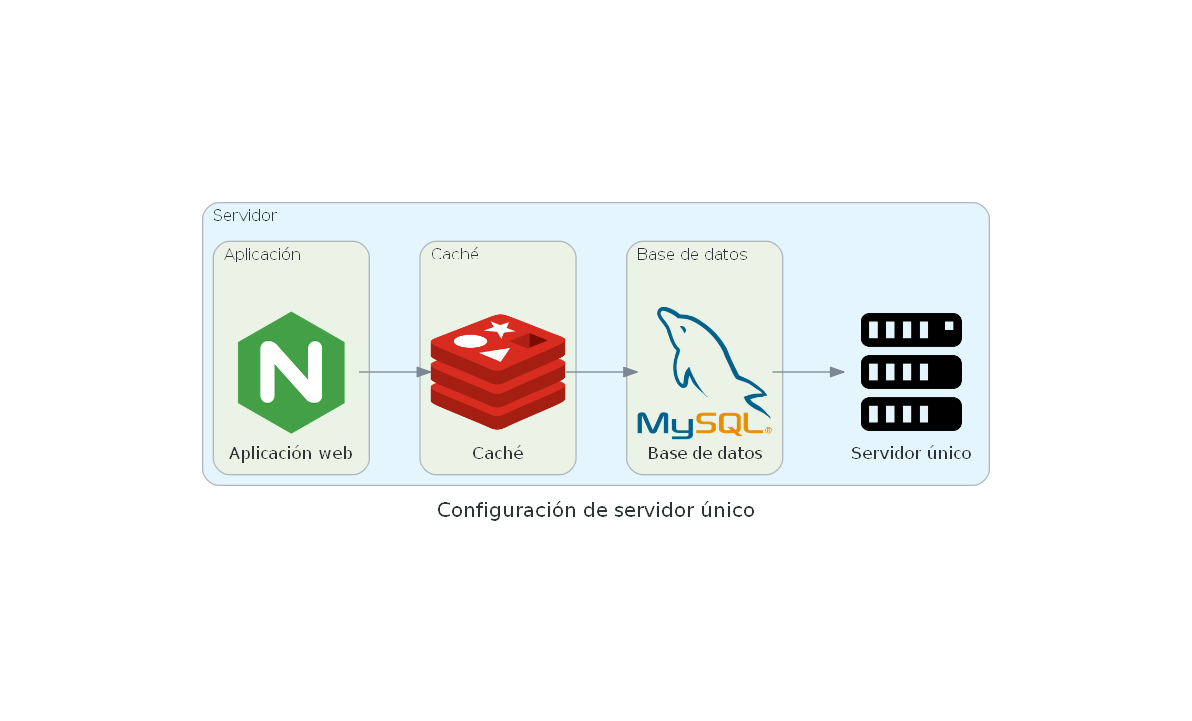 Servidor
Aplicación
Caché
Base de datos
N
MySQL®
Aplicación web
Caché
Base de datos
Servidor único
Configuración de servidor único